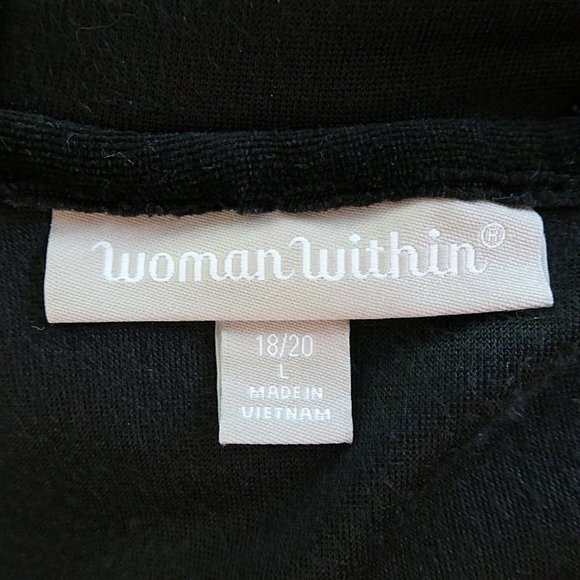 woman within®
18/20
L
MADE IN
VIETNAM